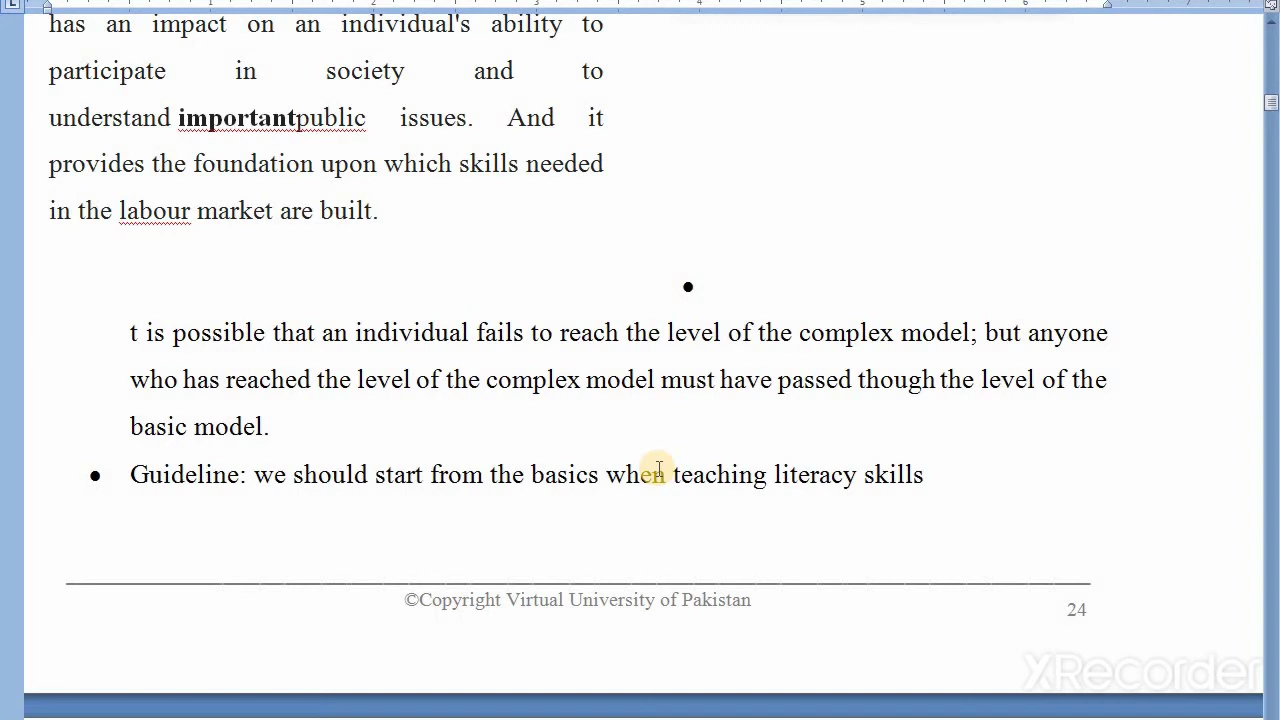 has an impact on an individual's ability to
participate in society and to
understand importantpublic issues. And it
provides the foundation upon which skills needed
in the labour market are built.
•
t is possible that an individual fails to reach the level of the complex model; but anyone
who has reached the level of the complex model must have passed though the level of the
basic model.
• Guideline: we should start from the basics when teaching literacy skills
©Copyright Virtual University of Pakistan
24
XRecorder